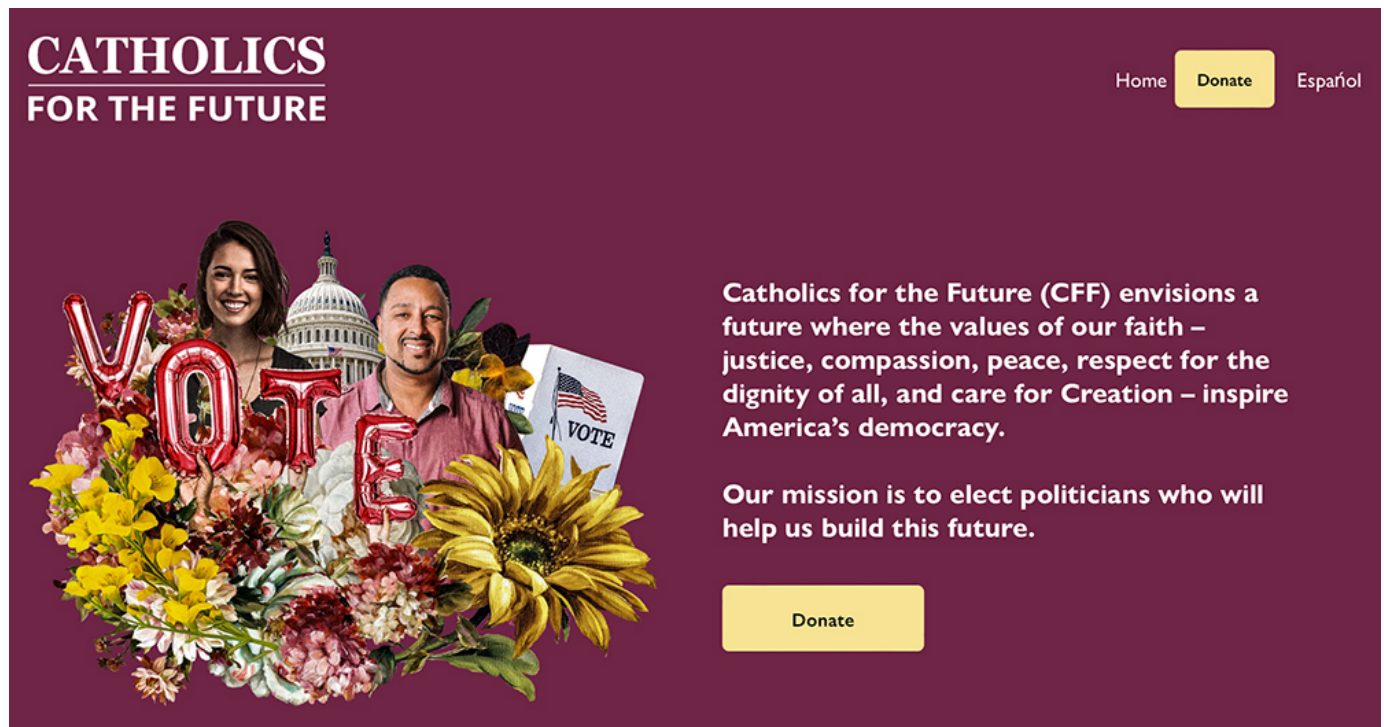 CATHOLICS
FOR THE FUTURE
Home
Donate
Español
VOTE
VOTE
Catholics for the Future (CFF) envisions a
future where the values of our faith –
justice, compassion, peace, respect for the
dignity of all, and care for Creation – inspire
America’s democracy.
Our mission is to elect politicians who will
help us build this future.
Donate